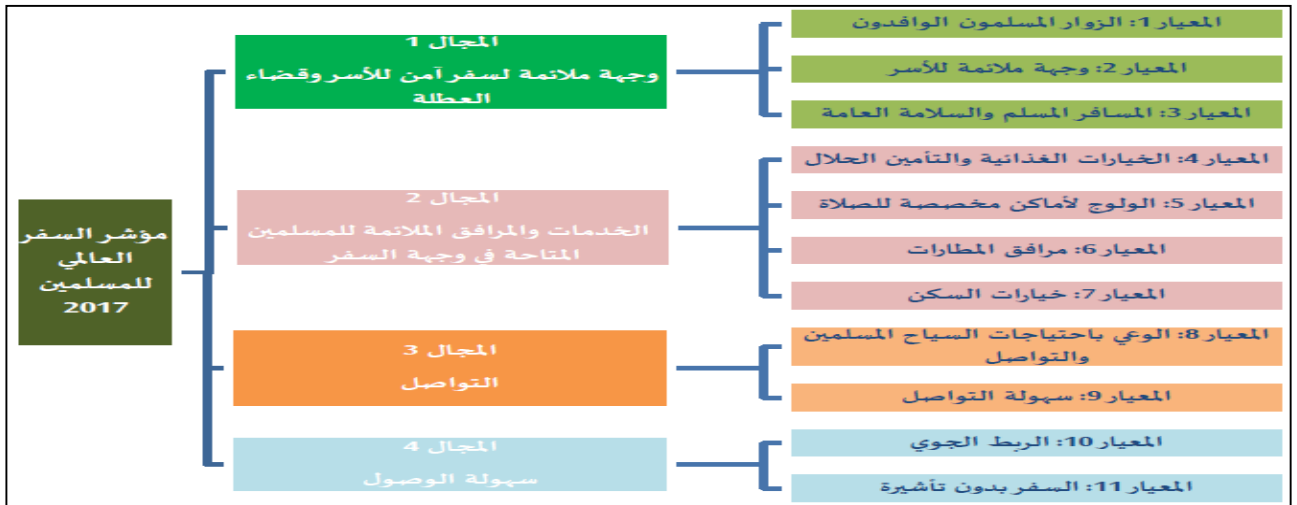 مؤشر السفر
العالمي
للمسلمين
2017
المجال 1
وجهة ملائمة لسفر آمن للأسر وقضاء
العطلة
المعيار 1: الزوار المسلمون الوافدون
المعيار 2: وجهة ملائمة للأسر
المعيار 3: المسافر المسلم والسلامة العامة
المجال 2
الخدمات والمرافق الملائمة للمسلمين
المتاحة في وجهة السفر
المعيار 4: الخيارات الغذائية والتأمين الحلال
المعيار 5: الولوج لأماكن مخصصة للصلاة
المعيار 6: مرافق المطارات
المعيار 7: خيارات السكن
المجال 3
التواصل
المعيار 8: الوعي باحتياجات السياح المسلمين
والتواصل
المعيار 9: سهولة التواصل
المجال 4
سهولة الوصول
المعيار 10: الربط الجوي
المعيار 11: السفر بدون تأشيرة